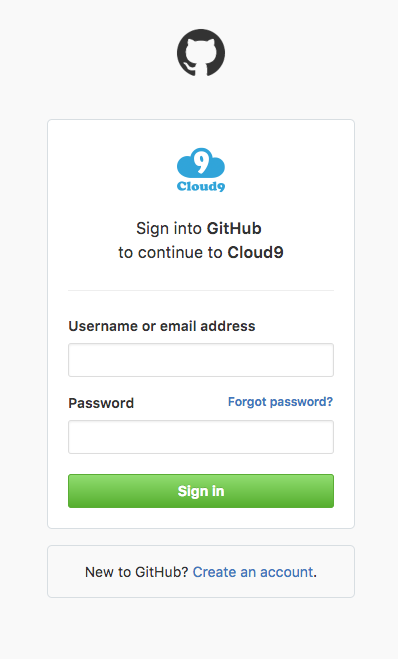 9
Cloud9
Sign into GitHub
to continue to Cloud9
Username or email address
Password Forgot password?
Sign in
New to GitHub? Create an account.